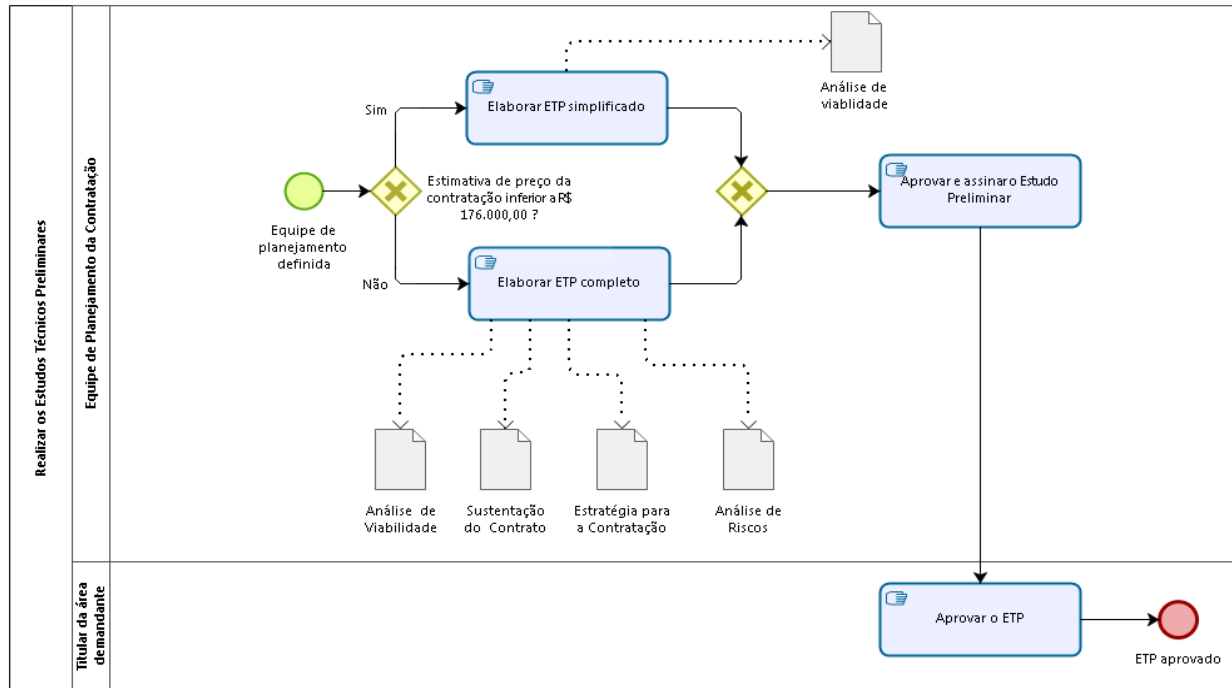 Realizar os Estudos Técnicos Preliminares
Equipe de Planejamento da Contratação
Análise de
viablidade
Elaborar ETP simplificado
Sim
Estimativa de preço da
contratação inferior a R$
176.000,00 ?
Aprovar e assinar o Estudo
Preliminar
Equipe de
planejamento
definida
Não
Elaborar ETP completo
Análise de
Viabilidade
Sustentação
do Contrato
Estratégia para
a Contratação
Análise de
Riscos
Titular da área
demandante
Aprovar o ETP
ETP aprovado